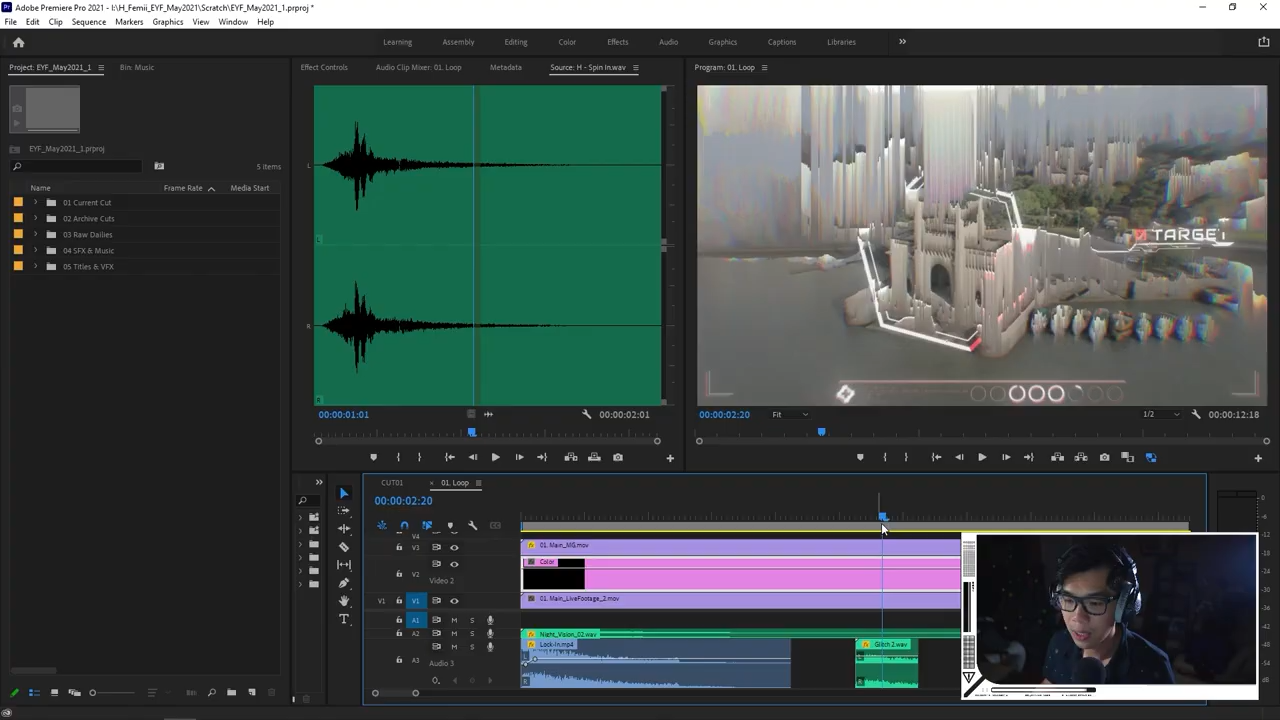 Adobe Premiere Pro 2021 - I:\H_Femii_EYF_May2021\Scratch\EYF_May2021_1.prproj *
File Edit Clip Sequence Markers Graphics View Window Help
Learning Assembly Editing Color Effects Audio Graphics Captions Libraries
Project: EYF_May2021_1 Bin: Music
Effect Controls Audio Clip Mixer: 01. Loop Metadata Source: H - Spin In.wav
Program: 01. Loop
EYF_May2021_1.prproj
5 items
Name Frame Rate Media Start
01 Current Cut
02 Archive Cuts
03 Raw Dailies
04 SFX & Music
05 Titles & VFX
L
L
R
R
TARGET
00:00:01:01 00:00:02:01
00:00:02:20 Fit 1/2 00:00:12:18
CUT01 01. Loop
00:00:02:20
V4
V3 01. Main_MG.mov
Color
V2
Video 2
V1 V1 01. Main_LiveFootage_2.mov
A1 M S
A2 M S Night_Vision_02.wav
Lock-In.mp4 Glitch 2.wav
A3 M S
Audio 3
L
R
R
0
dB